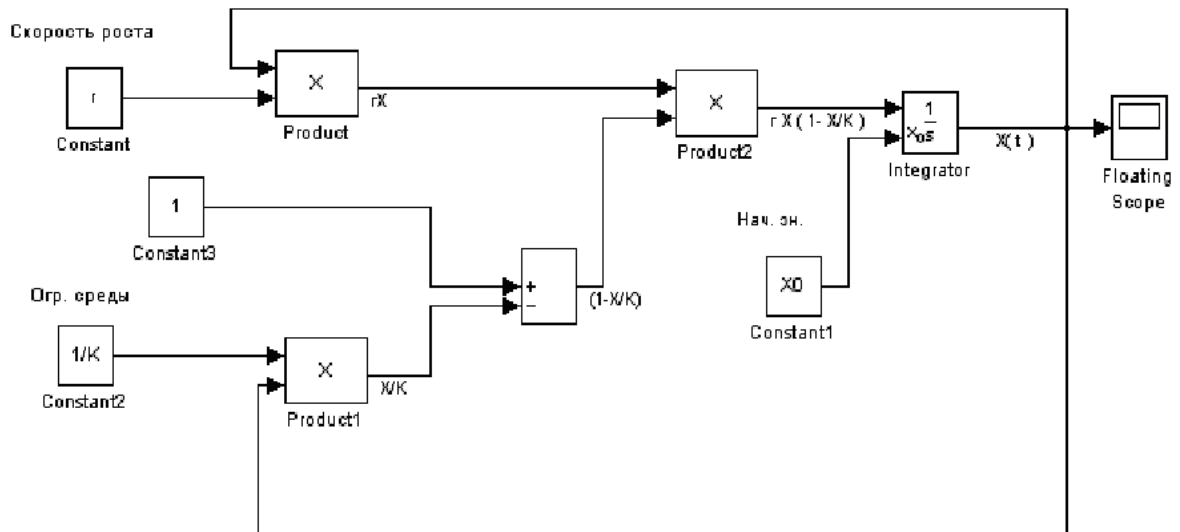 Скорость роста
r
Constant
X
Product
rX
X
Product2
r X ( 1- X/K )
1
x₀s
Integrator
X( t )
Floating
Scope
1
Constant3
Нач. зн.
X0
Constant1
+
−
(1-X/K)
Огр. среды
1/K
Constant2
X
Product1
X/K